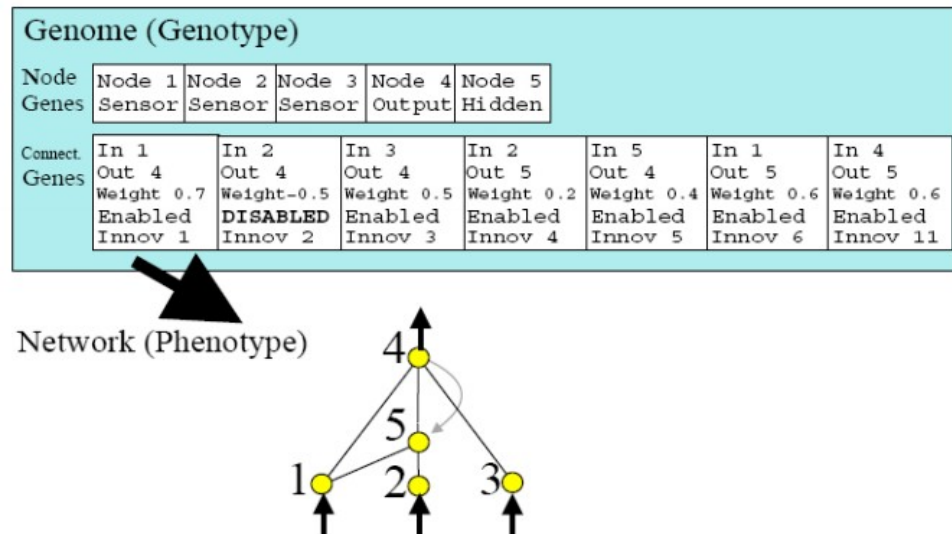 Genome (Genotype)
Node Genes
Node 1 Sensor
Node 2 Sensor
Node 3 Sensor
Node 4 Output
Node 5 Hidden
Connect. Genes
In 1
Out 4
Weight 0.7
Enabled
Innov 1
In 2
Out 4
Weight-0.5
DISABLED
Innov 2
In 3
Out 4
Weight 0.5
Enabled
Innov 3
In 2
Out 5
Weight 0.2
Enabled
Innov 4
In 5
Out 4
Weight 0.4
Enabled
Innov 5
In 1
Out 5
Weight 0.6
Enabled
Innov 6
In 4
Out 5
Weight 0.6
Enabled
Innov 11
Network (Phenotype)
4
5
1
2
3